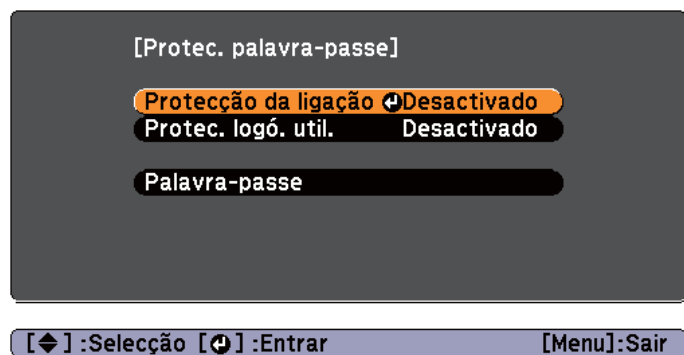 [Protec. palavra-passe]
Protecção da ligação Desactivado
Protec. logó. util. Desactivado
Palavra-passe
[ ] :Selecção [ ] :Entrar [Menu]:Sair